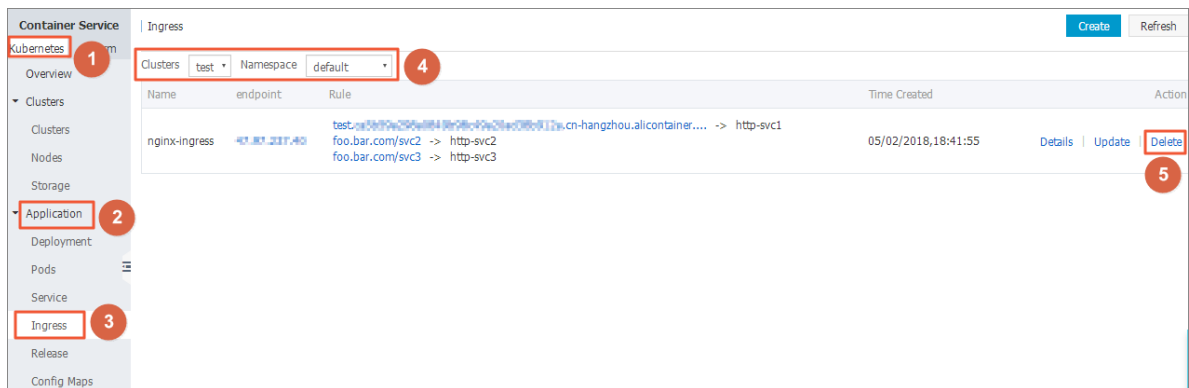 Container Service
Ingress
Create
Refresh
Kubernetes
1
Clusters test Namespace default
4
Overview
Name endpoint Rule Time Created Action
Clusters
test. .cn-hangzhou.alicontainer.... -> http-svc1
Clusters
nginx-ingress
foo.bar.com/svc2 -> http-svc2
05/02/2018,18:41:55
Details | Update | Delete
foo.bar.com/svc3 -> http-svc3
Nodes
5
Storage
Application
2
Deployment
Pods
Service
Ingress
3
Release
Config Maps